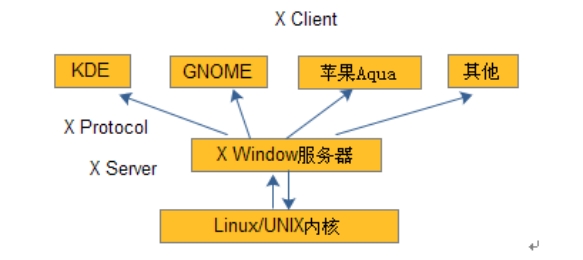 X Client
KDE
GNOME
苹果Aqua
其他
X Protocol
X Window服务器
X Server
Linux/UNIX内核